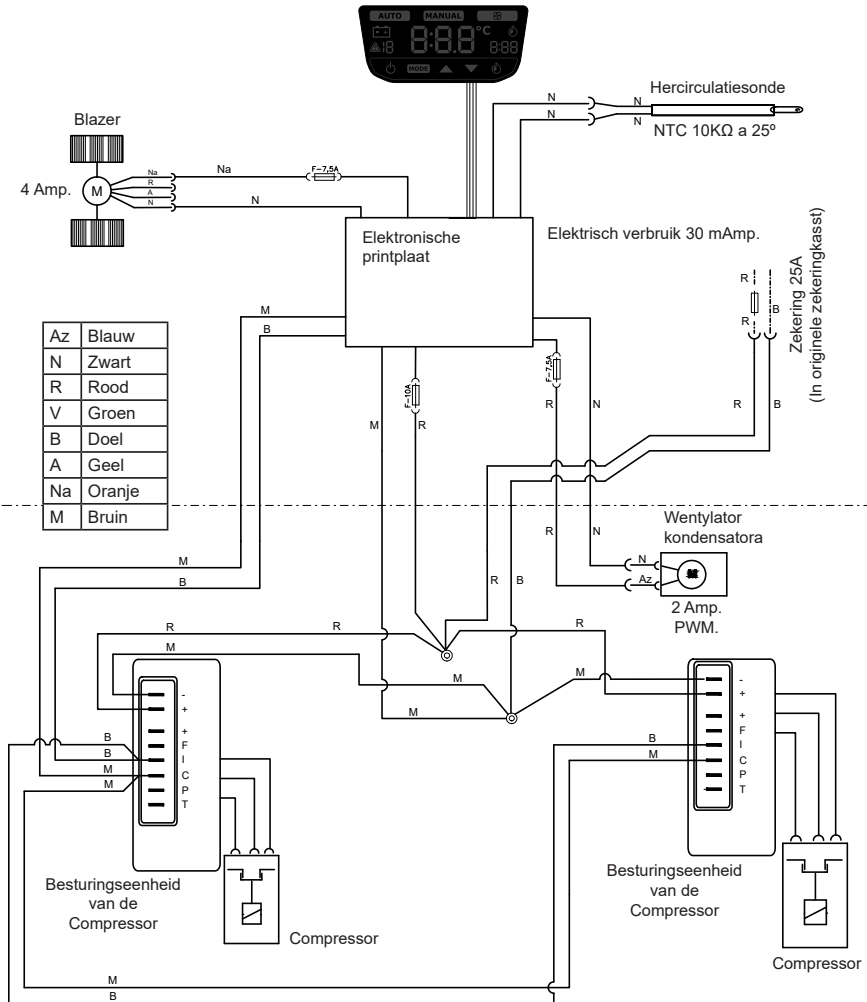 AUTO MANUAL
8:8.8 °C
18 8:88
MODE
Hercirculatiesonde
N N
N N
NTC 10KΩ a 25º
Blazer
4 Amp.
M
Na
R
A
N
Na
F-7,5A
N
Elektronische
printplaat
Elektrisch verbruik 30 mAmp.
Zekering 25A
(In originele zekeringkasst)
R
R
B
R B
M
B
Az Blauw
N Zwart
R Rood
V Groen
B Doel
A Geel
Na Oranje
M Bruin
F-10A
F-7,5A
M R
R N
R N
Wentylator
kondensatora
N
Az
M
2 Amp.
PWM.
M
B
R B
R R R
M
M M
M
-
+
+
F
I
C
P
T
B
B
M
M
-
+
+
F
I
C
P
T
B
M
Besturingseenheid
van de
Compressor
Compressor
Besturingseenheid
van de
Compressor
Compressor
M
B